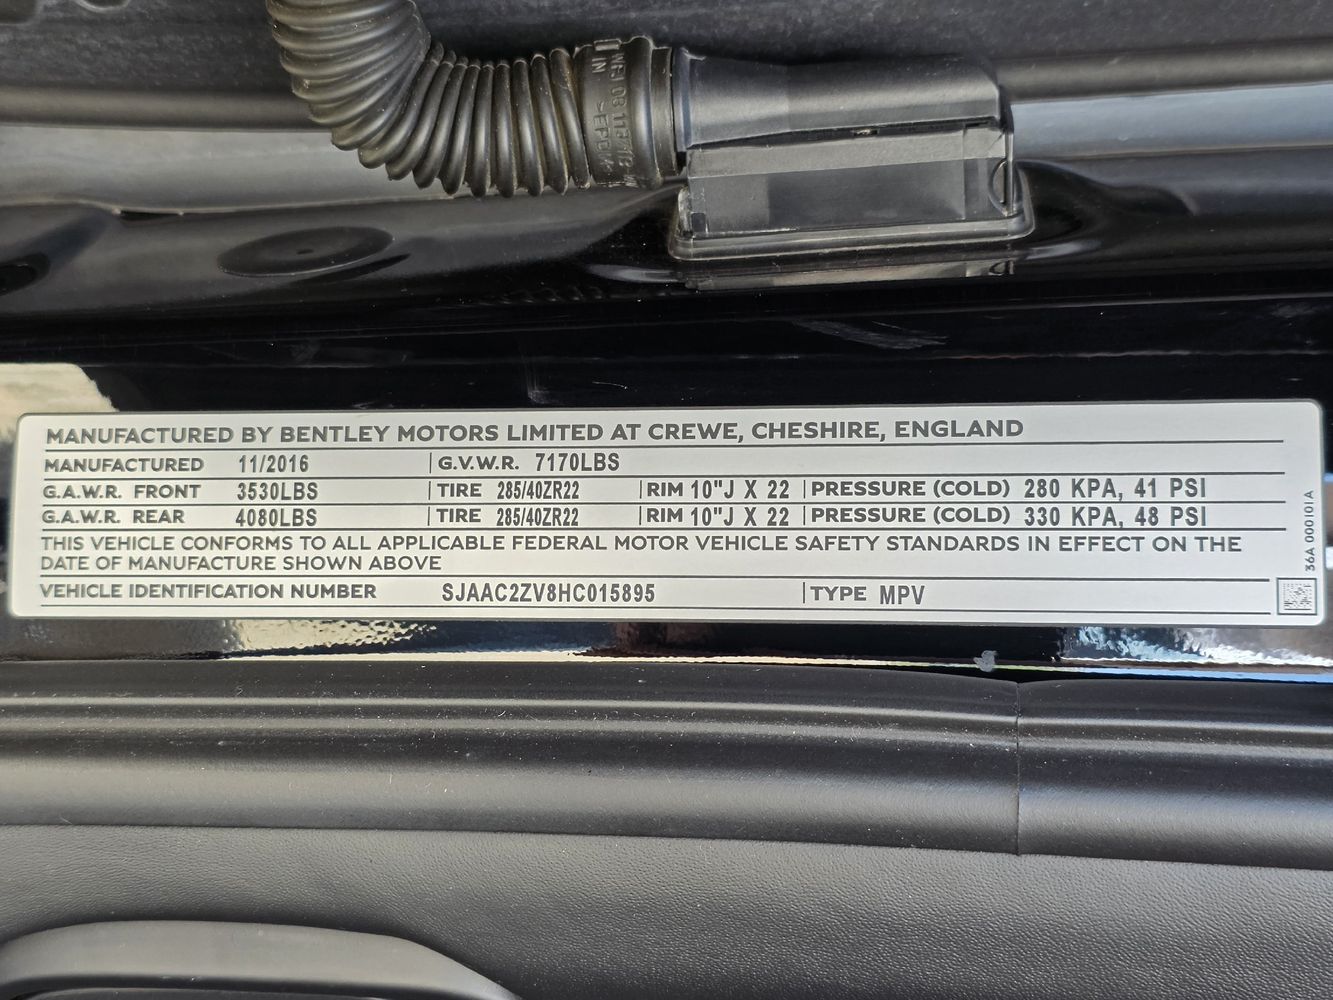 MANUFACTURED BY BENTLEY MOTORS LIMITED AT CREWE, CHESHIRE, ENGLAND
MANUFACTURED 11/2016 G.V.W.R. 7170LBS
G.A.W.R. FRONT 3530LBS TIRE 285/40ZR22 RIM 10"J X 22 PRESSURE (COLD) 280 KPA, 41 PSI
G.A.W.R. REAR 4080LBS TIRE 285/40ZR22 RIM 10"J X 22 PRESSURE (COLD) 330 KPA, 48 PSI
THIS VEHICLE CONFORMS TO ALL APPLICABLE FEDERAL MOTOR VEHICLE SAFETY STANDARDS IN EFFECT ON THE
DATE OF MANUFACTURE SHOWN ABOVE
VEHICLE IDENTIFICATION NUMBER SJAAC2ZV8HC015895 TYPE MPV
36A 000101A